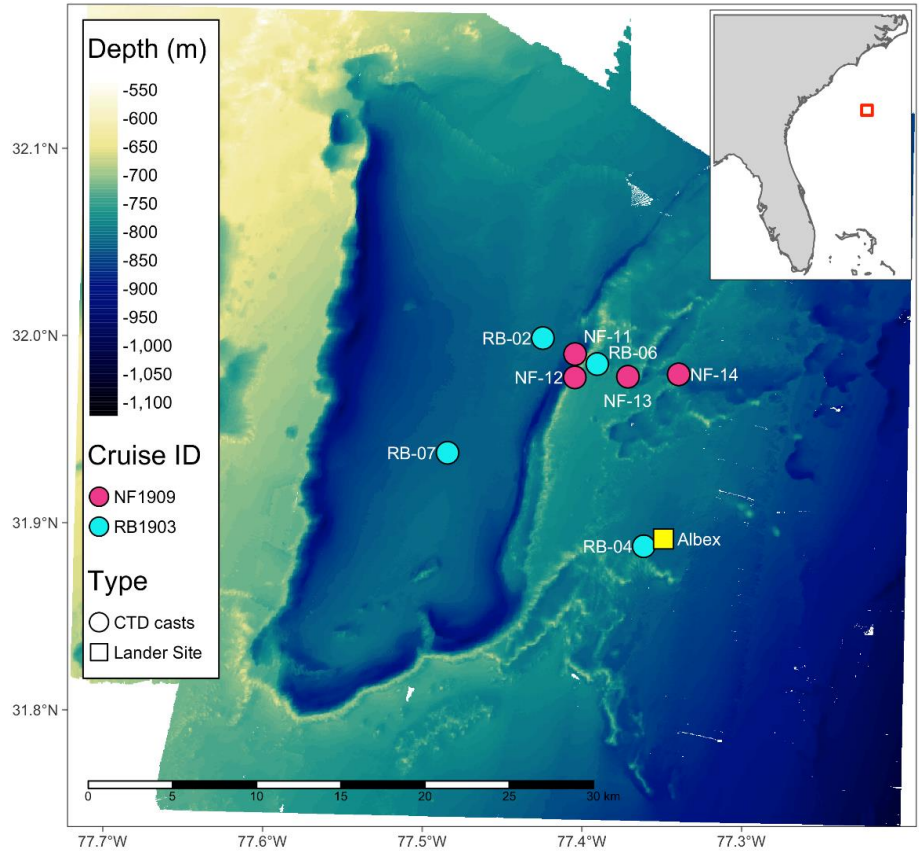 Depth (m)
-550
-600
-650
-700
-750
-800
-850
-900
-950
-1,000
-1,050
-1,100
Cruise ID
NF1909
RB1903
Type
CTD casts
Lander Site
32.1°N
32.0°N
31.9°N
31.8°N
RB-02
NF-11
RB-06
NF-12
NF-13
NF-14
RB-07
RB-04
Albex
0 5 10 15 20 25 30 km
77.7°W 77.6°W 77.5°W 77.4°W 77.3°W